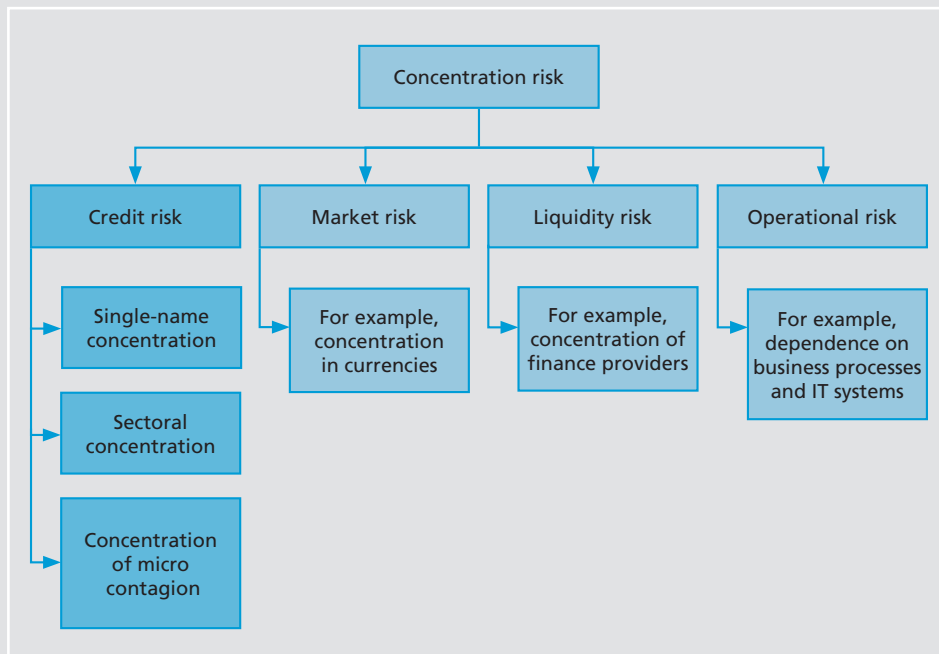 Concentration risk
Credit risk
Market risk
Liquidity risk
Operational risk
Single-name
concentration
Sectoral
concentration
Concentration
of micro
contagion
For example,
concentration
in currencies
For example,
concentration of
finance providers
For example,
dependence on
business processes
and IT systems